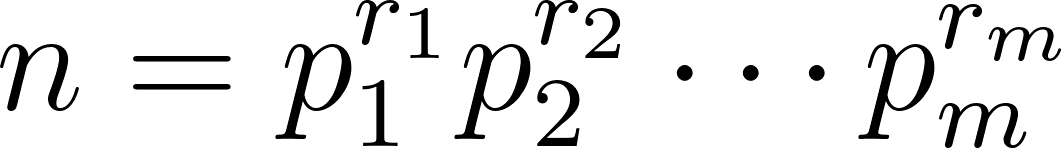 n = p_1^{r_1} p_2^{r_2} \cdots p_m^{r_m}